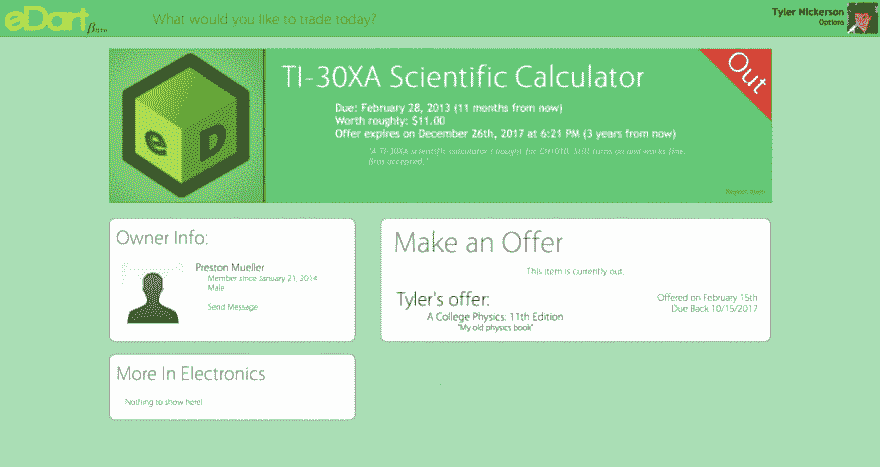 eDart
βeta
What would you like to trade today?
Tyler Nickerson
Options
TI-30XA Scientific Calculator
Out
Due: February 28, 2013 (11 months from now)
Worth roughly: $11.00
Offer expires on December 26th, 2017 at 6:21 PM (3 years from now)
"A TI-30XA scientific calculator I bought for CH1010. Still turns on and works fine.
accepted."
e D
Owner Info:
Preston Mueller
Member since January 21, 2014
Male
Send Message
Make an Offer
This item is currently out.
Tyler's offer:
Offered on February 15th
Due Back 10/15/2017
A College Physics: 11th Edition
"My old physics book"
More In Electronics
Nothing to show here!